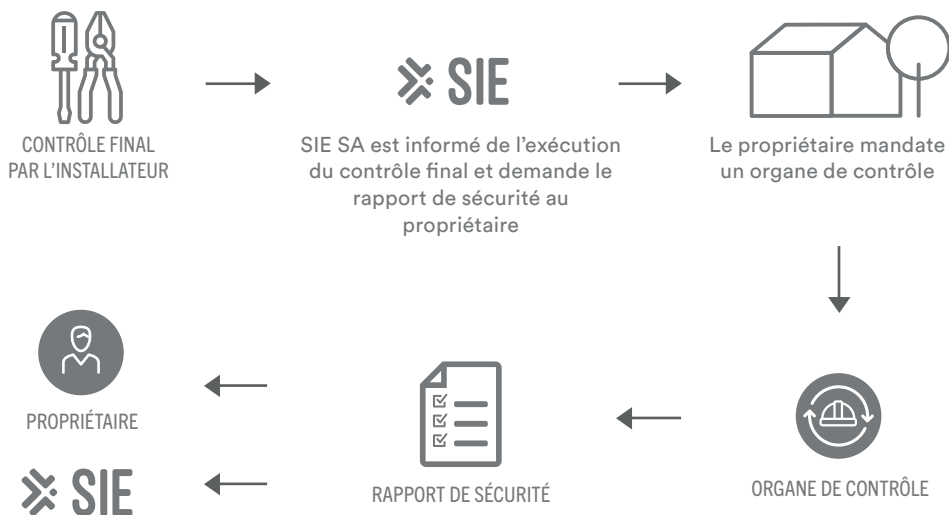 CONTRÔLE FINAL
PAR L'INSTALLATEUR
SIE
SIE SA est informé de l'exécution
du contrôle final et demande le
rapport de sécurité au
propriétaire
Le propriétaire mandate
un organe de contrôle
ORGANE DE CONTRÔLE
RAPPORT DE SÉCURITÉ
PROPRIÉTAIRE
SIE